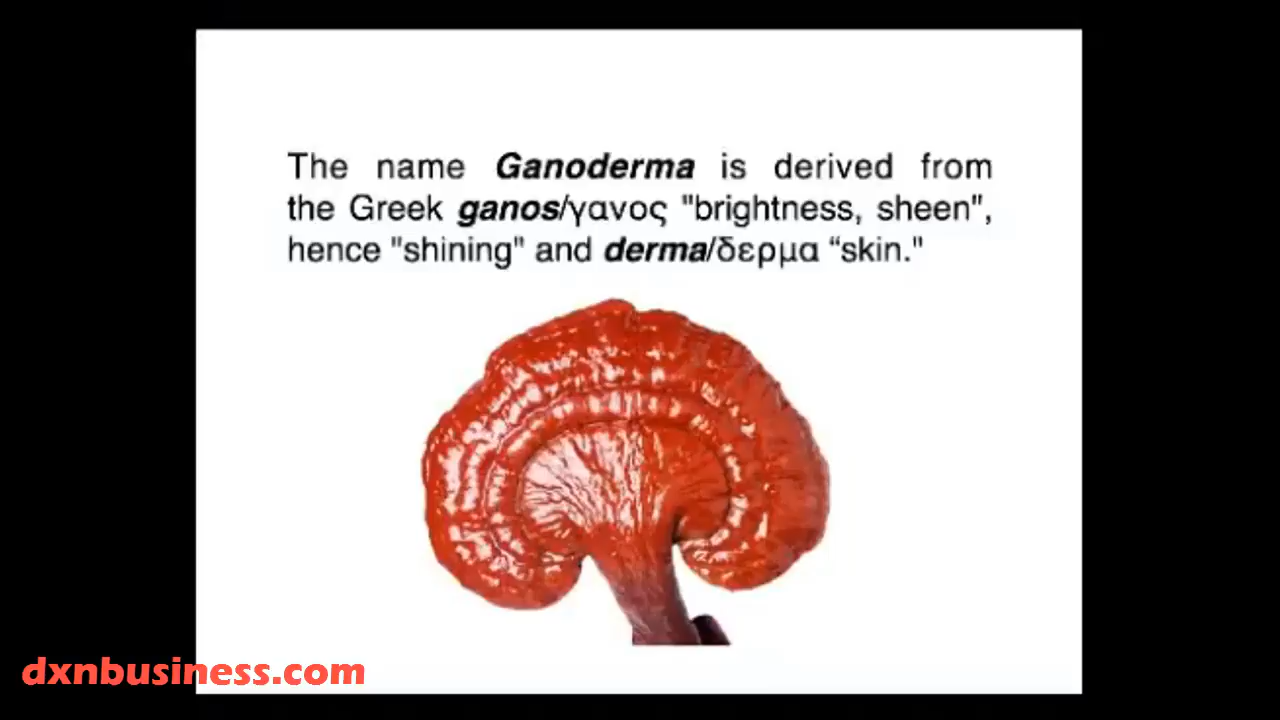 The name Ganoderma is derived from
the Greek ganos/γανος "brightness, sheen",
hence "shining" and derma/δερμα “skin."
dxnbusiness.com